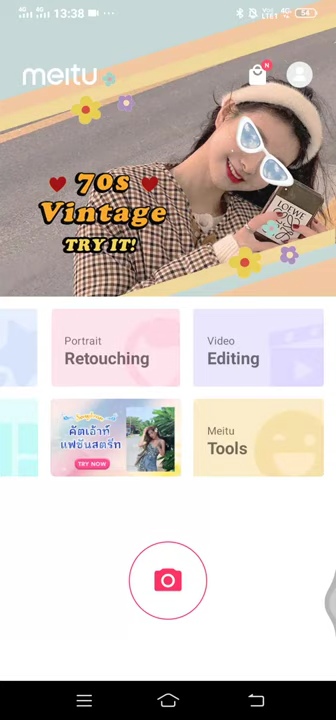 13:38
54
meitu
N
70s
Vintage
TRY IT!
LOEWE
Portrait
Retouching
Video
Editing
คัตเอ้าท์
แฟชั่นสตรีท
TRY NOW
Meitu
Tools